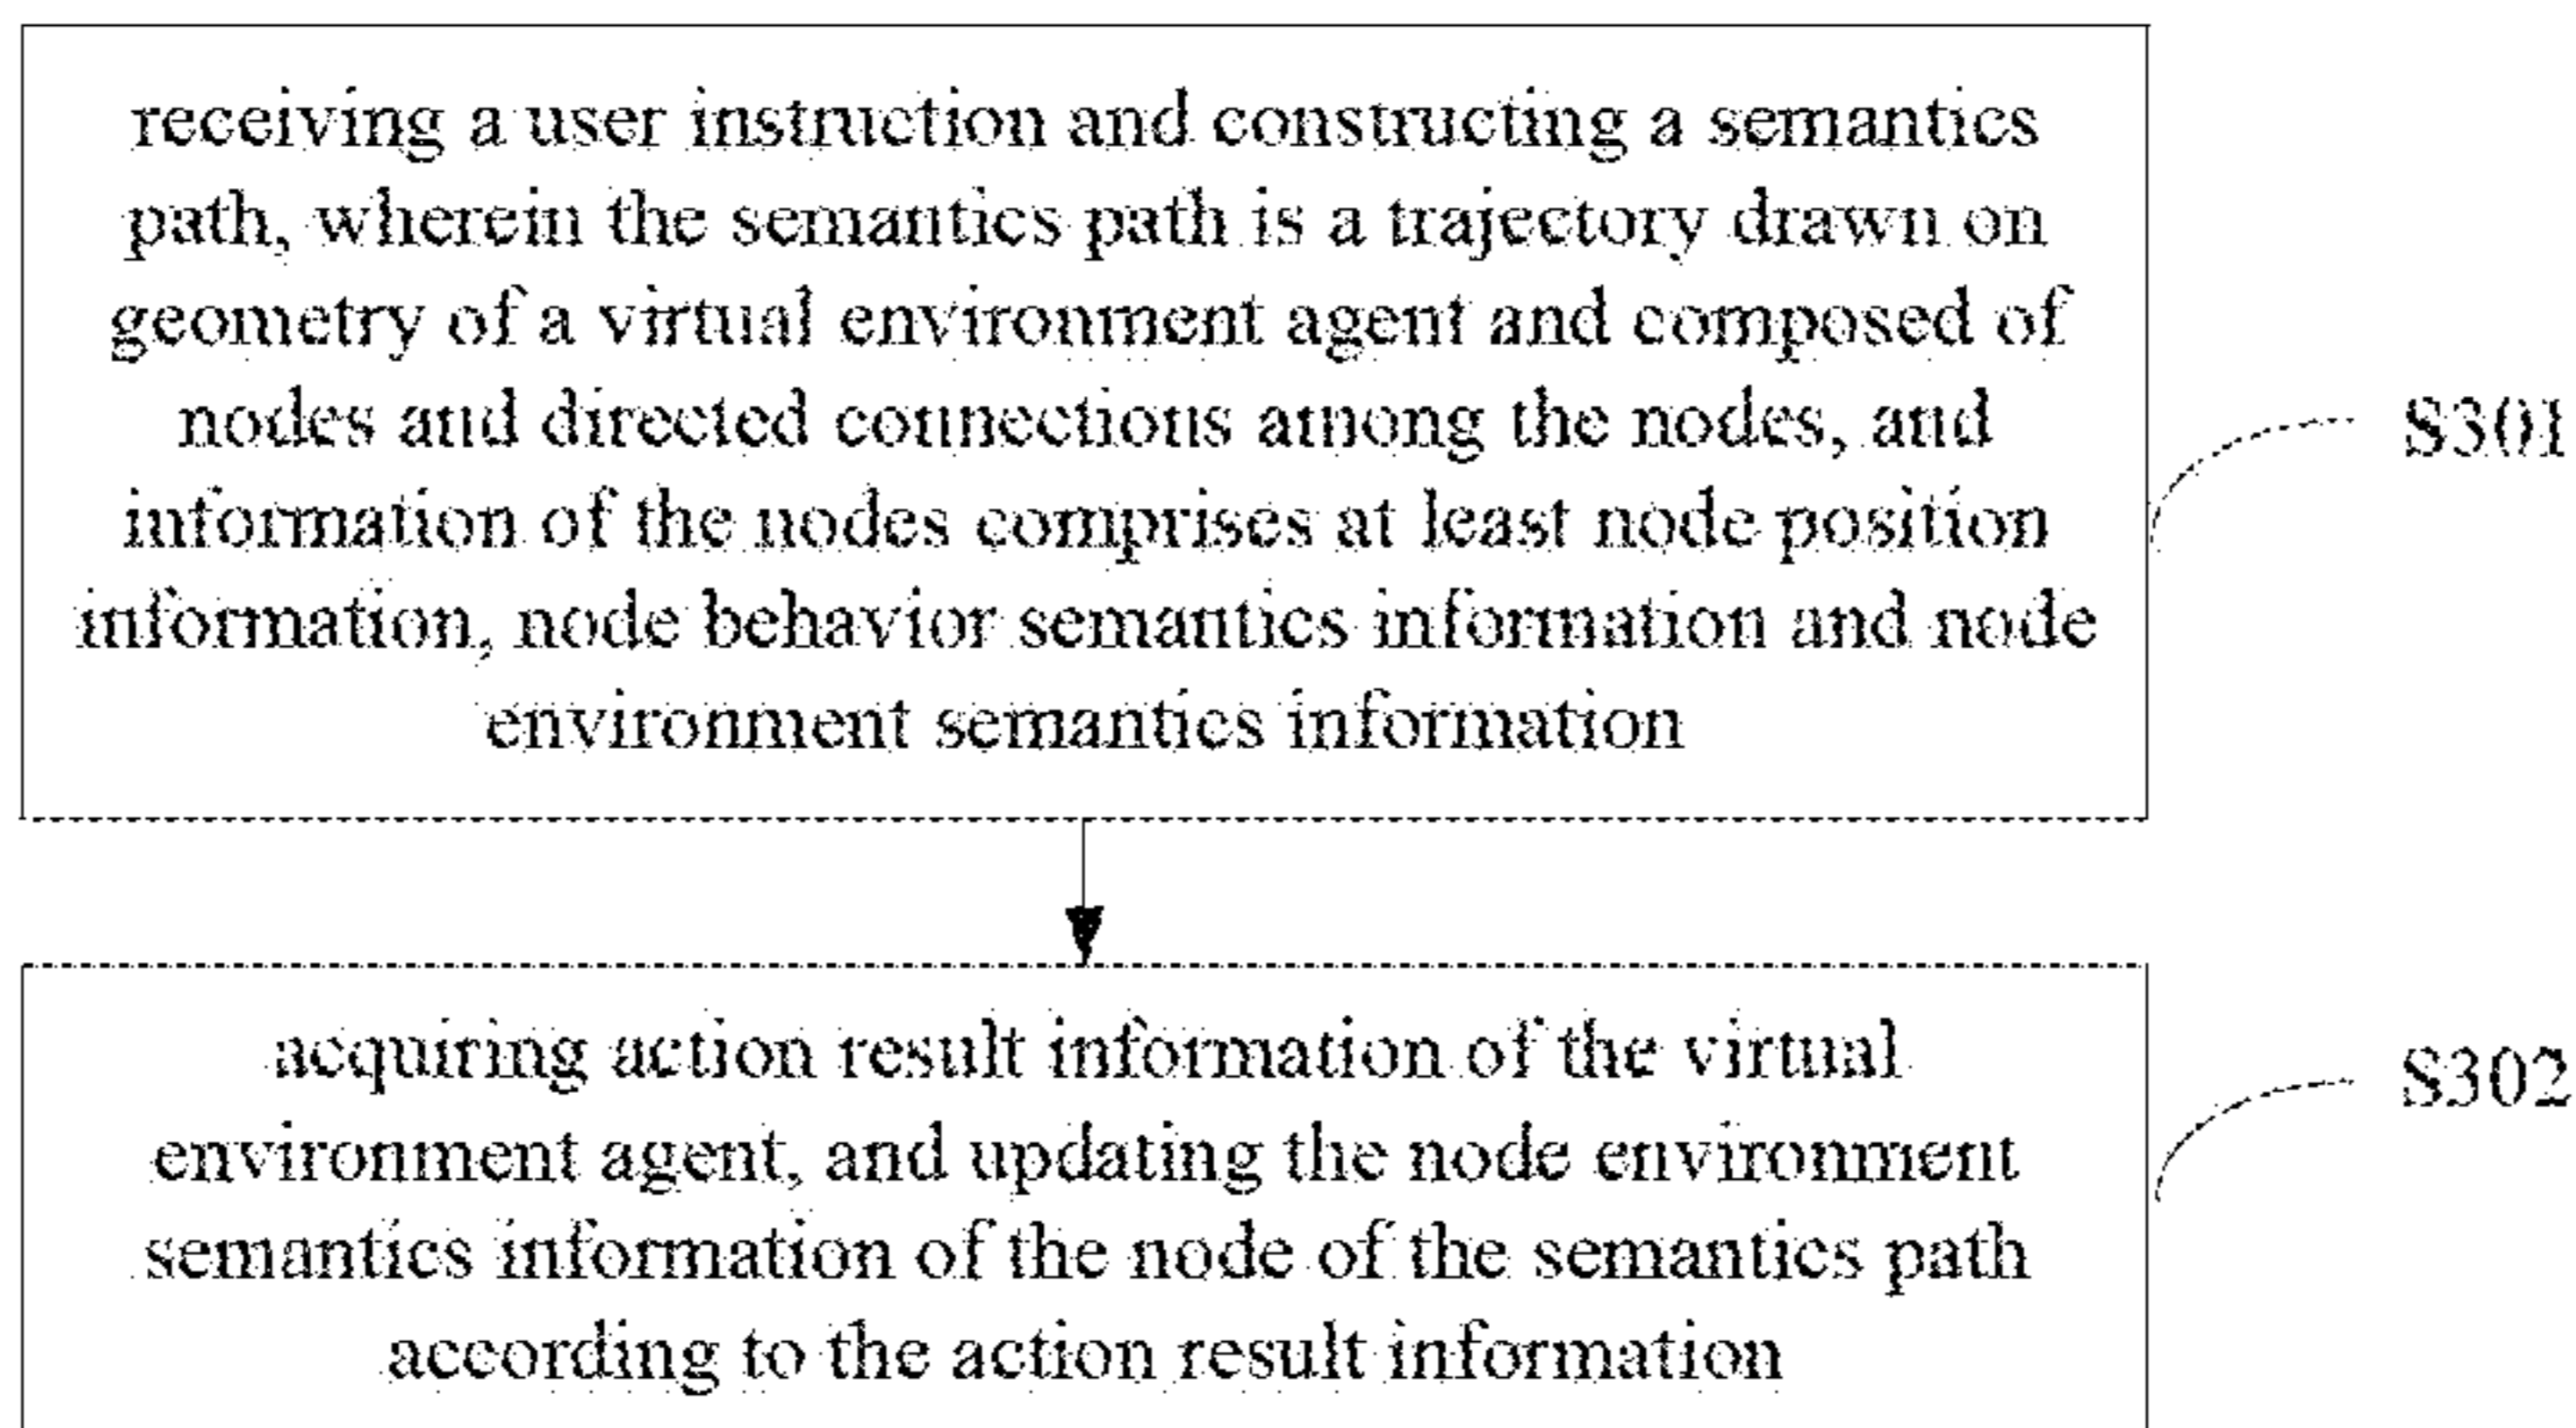 receiving a user instruction and constructing a semantics
path, wherein the semantics path is a trajectory drawn on
geometry of a virtual environment agent and composed of
nodes and directed connections among the nodes, and
information of the nodes comprises at least node position
information, node behavior semantics information and node
environment semantics information
S301
acquiring action result information of the virtual
environment agent, and updating the node environment
semantics information of the node of the semantics path
according to the action result information
S302